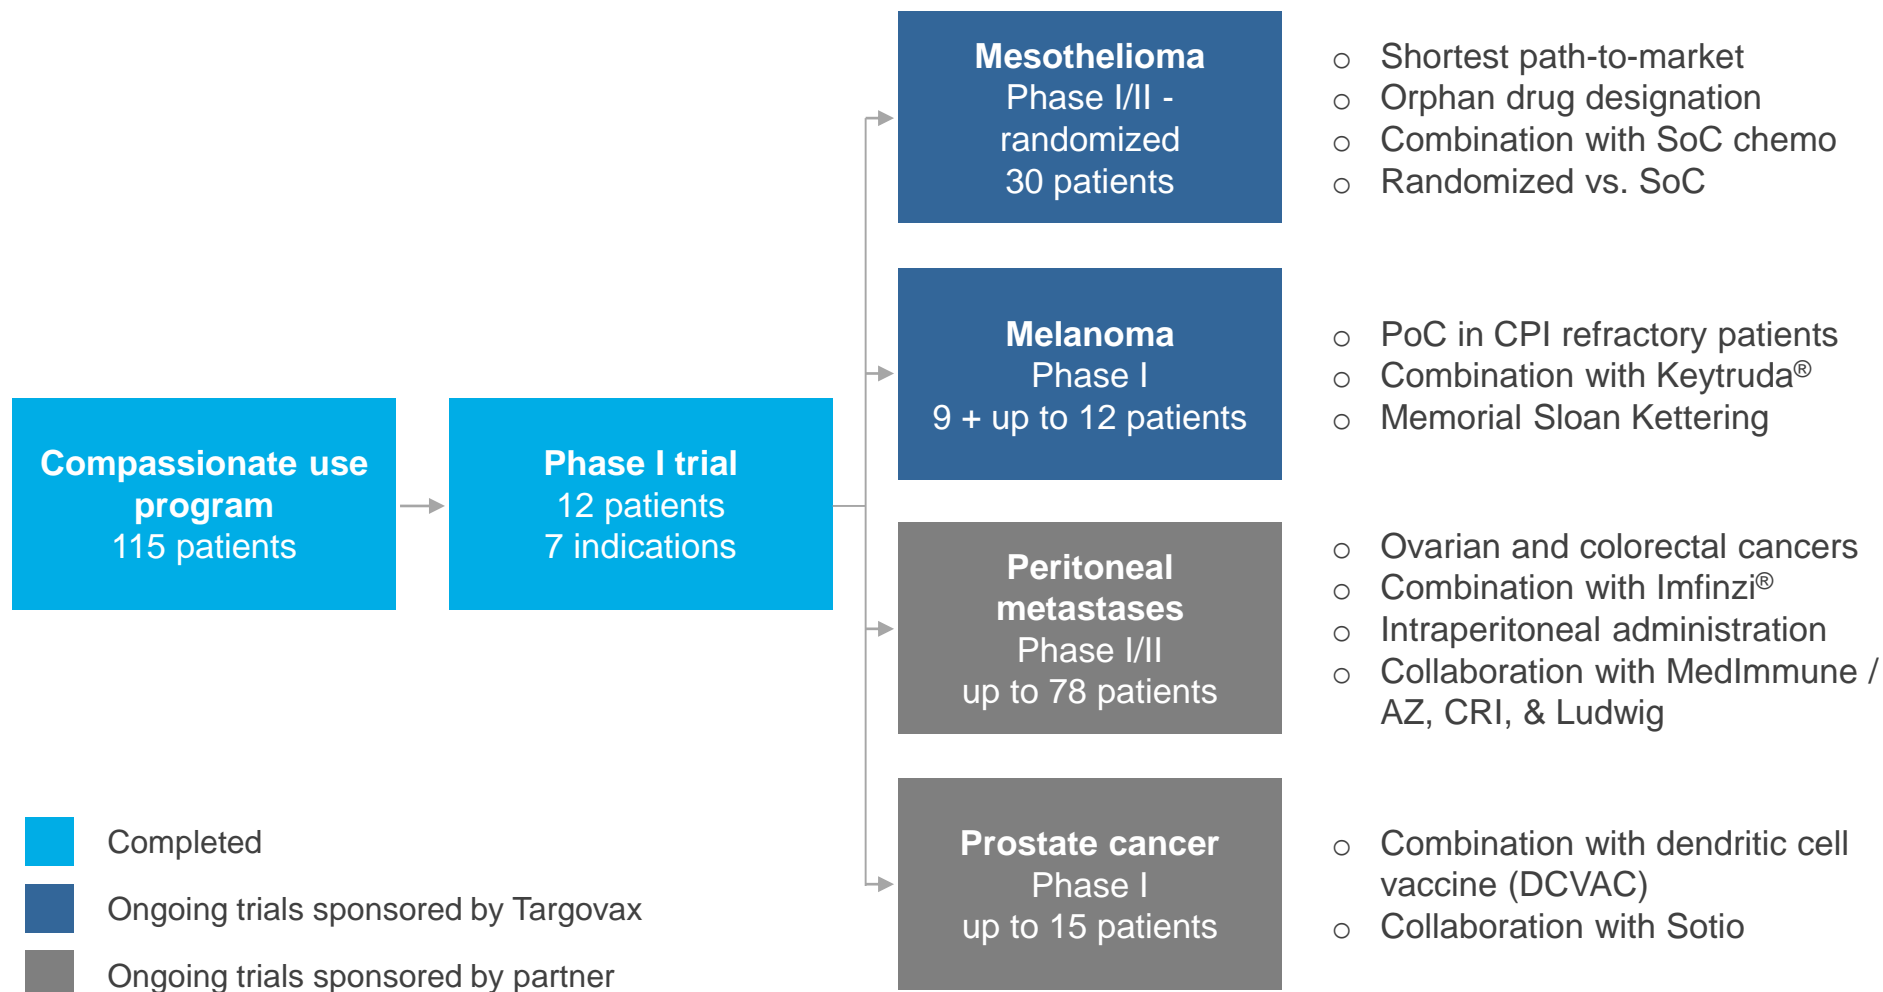 Compassionate use
program
115 patients
Phase I trial
12 patients
7 indications
Mesothelioma
Phase I/II -
randomized
30 patients
○ Shortest path-to-market
○ Orphan drug designation
○ Combination with SoC chemo
○ Randomized vs. SoC
Melanoma
Phase I
9 + up to 12 patients
○ PoC in CPI refractory patients
○ Combination with Keytruda®
○ Memorial Sloan Kettering
Peritoneal
metastases
Phase I/II
up to 78 patients
○ Ovarian and colorectal cancers
○ Combination with Imfinzi®
○ Intraperitoneal administration
○ Collaboration with MedImmune /
AZ, CRI, & Ludwig
Prostate cancer
Phase I
up to 15 patients
○ Combination with dendritic cell
vaccine (DCVAC)
○ Collaboration with Sotio
Completed
Ongoing trials sponsored by Targovax
Ongoing trials sponsored by partner